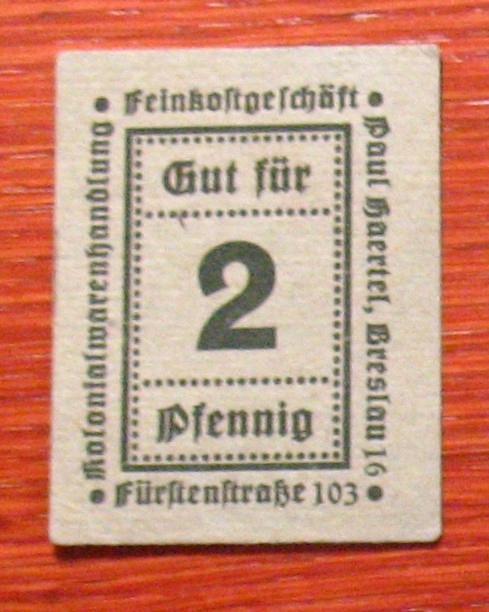 Kolonialwarenhandlung
Feinkostgeschäft
Paul Haertel, Breslau 16
Fürstenstraße 103
Gut für
2
Pfennig